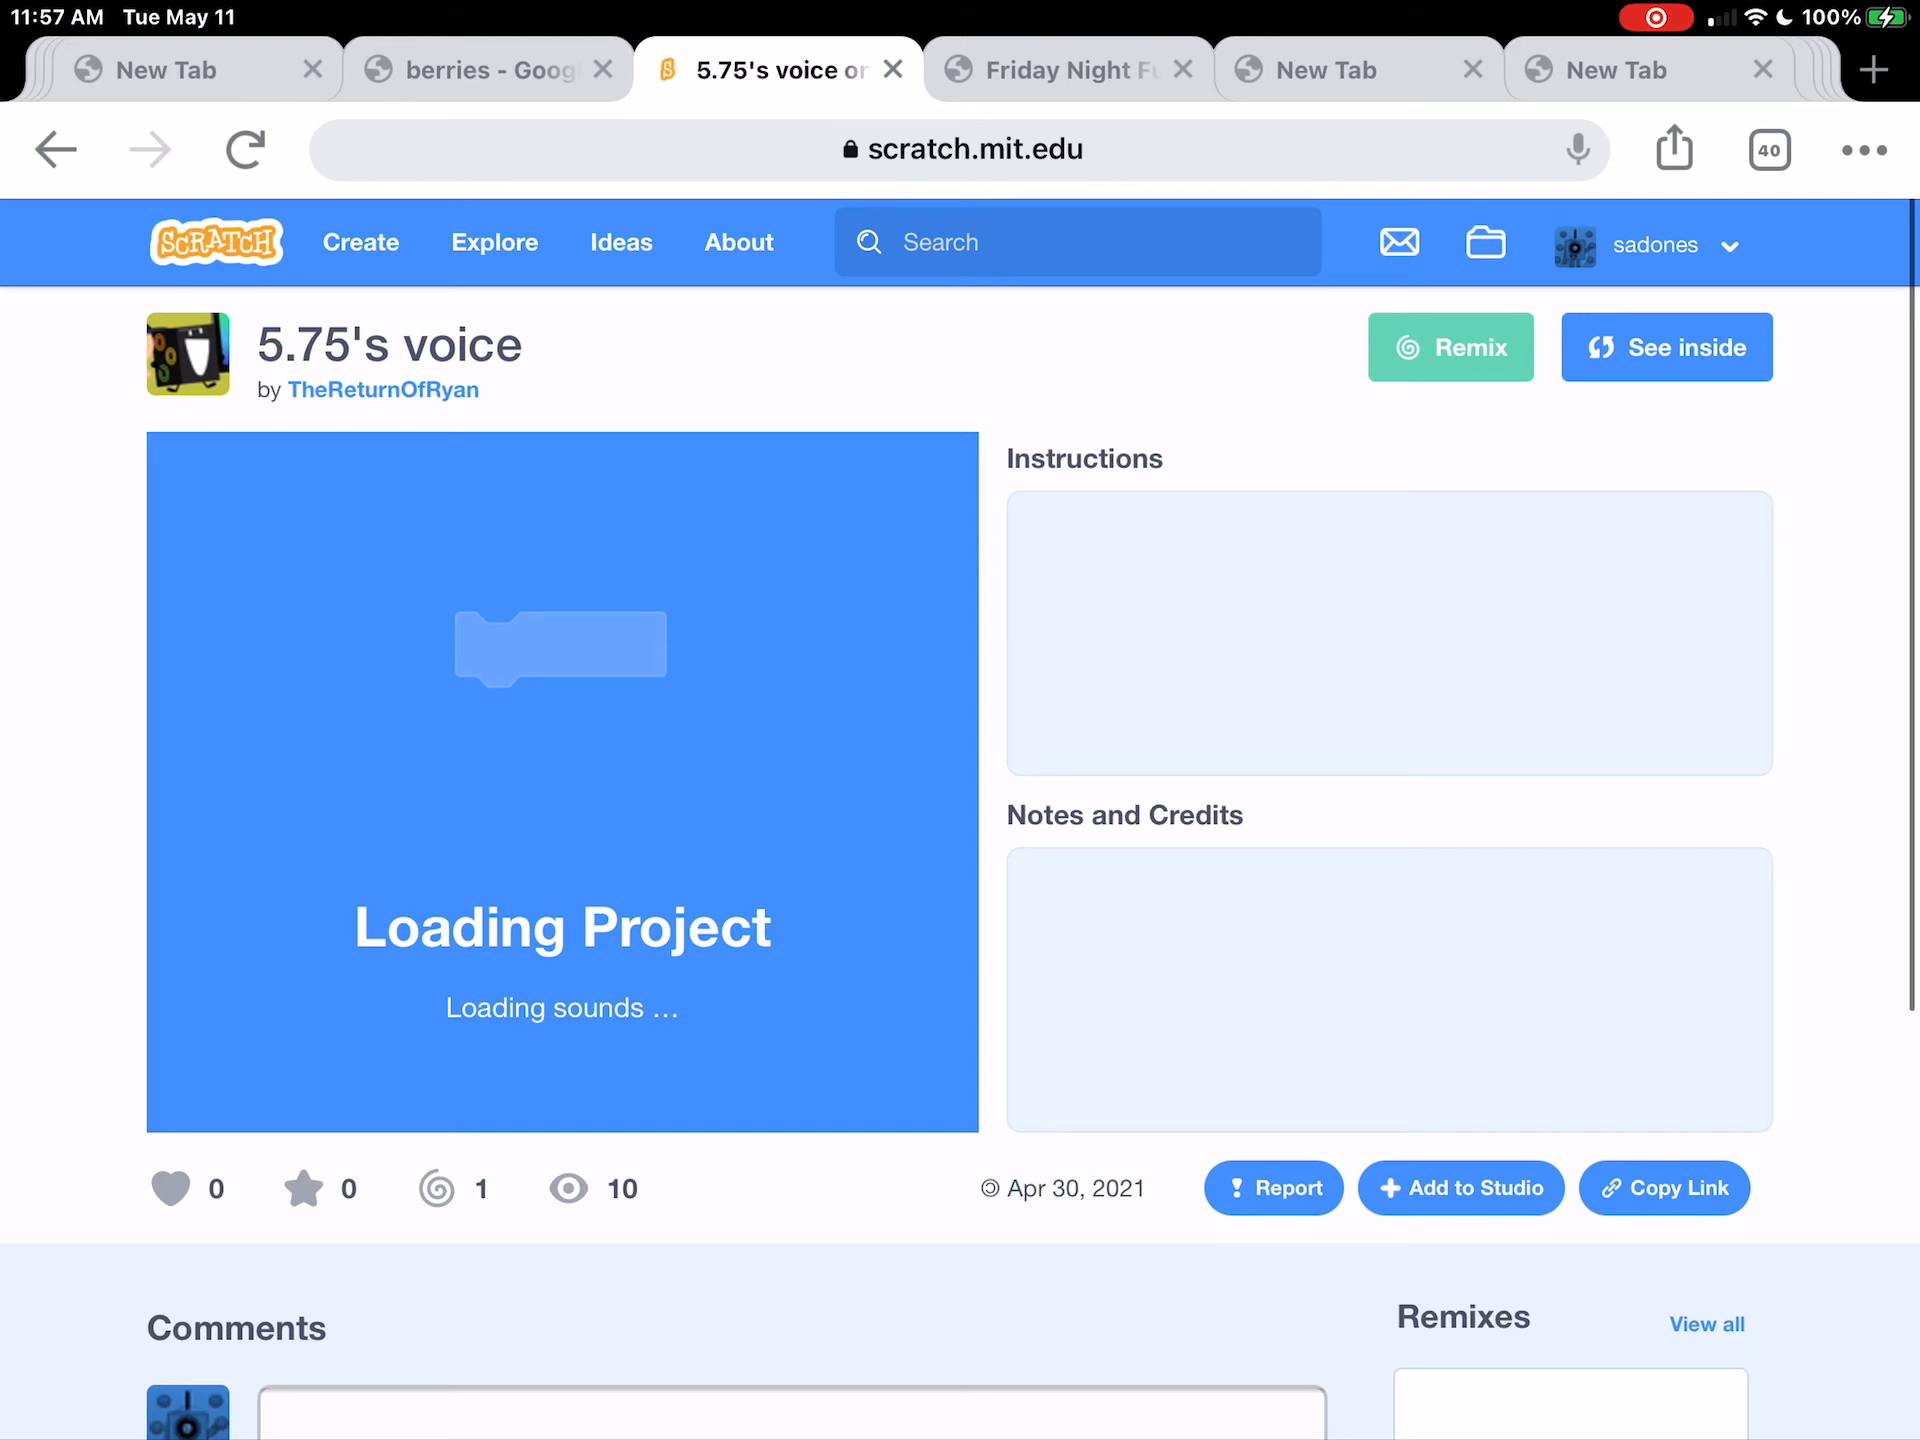 11:57 AM Tue May 11
100%
New Tab
berries - Goog
5.75's voice or
Friday Night Fu
New Tab
New Tab
scratch.mit.edu
40
SCRATCH
Create
Explore
Ideas
About
Search
sadones
5.75's voice
by TheReturnOfRyan
Remix
See inside
Instructions
Loading Project
Loading sounds …
Notes and Credits
0
0
1
10
Apr 30, 2021
Report
Add to Studio
Copy Link
Comments
Remixes
View all